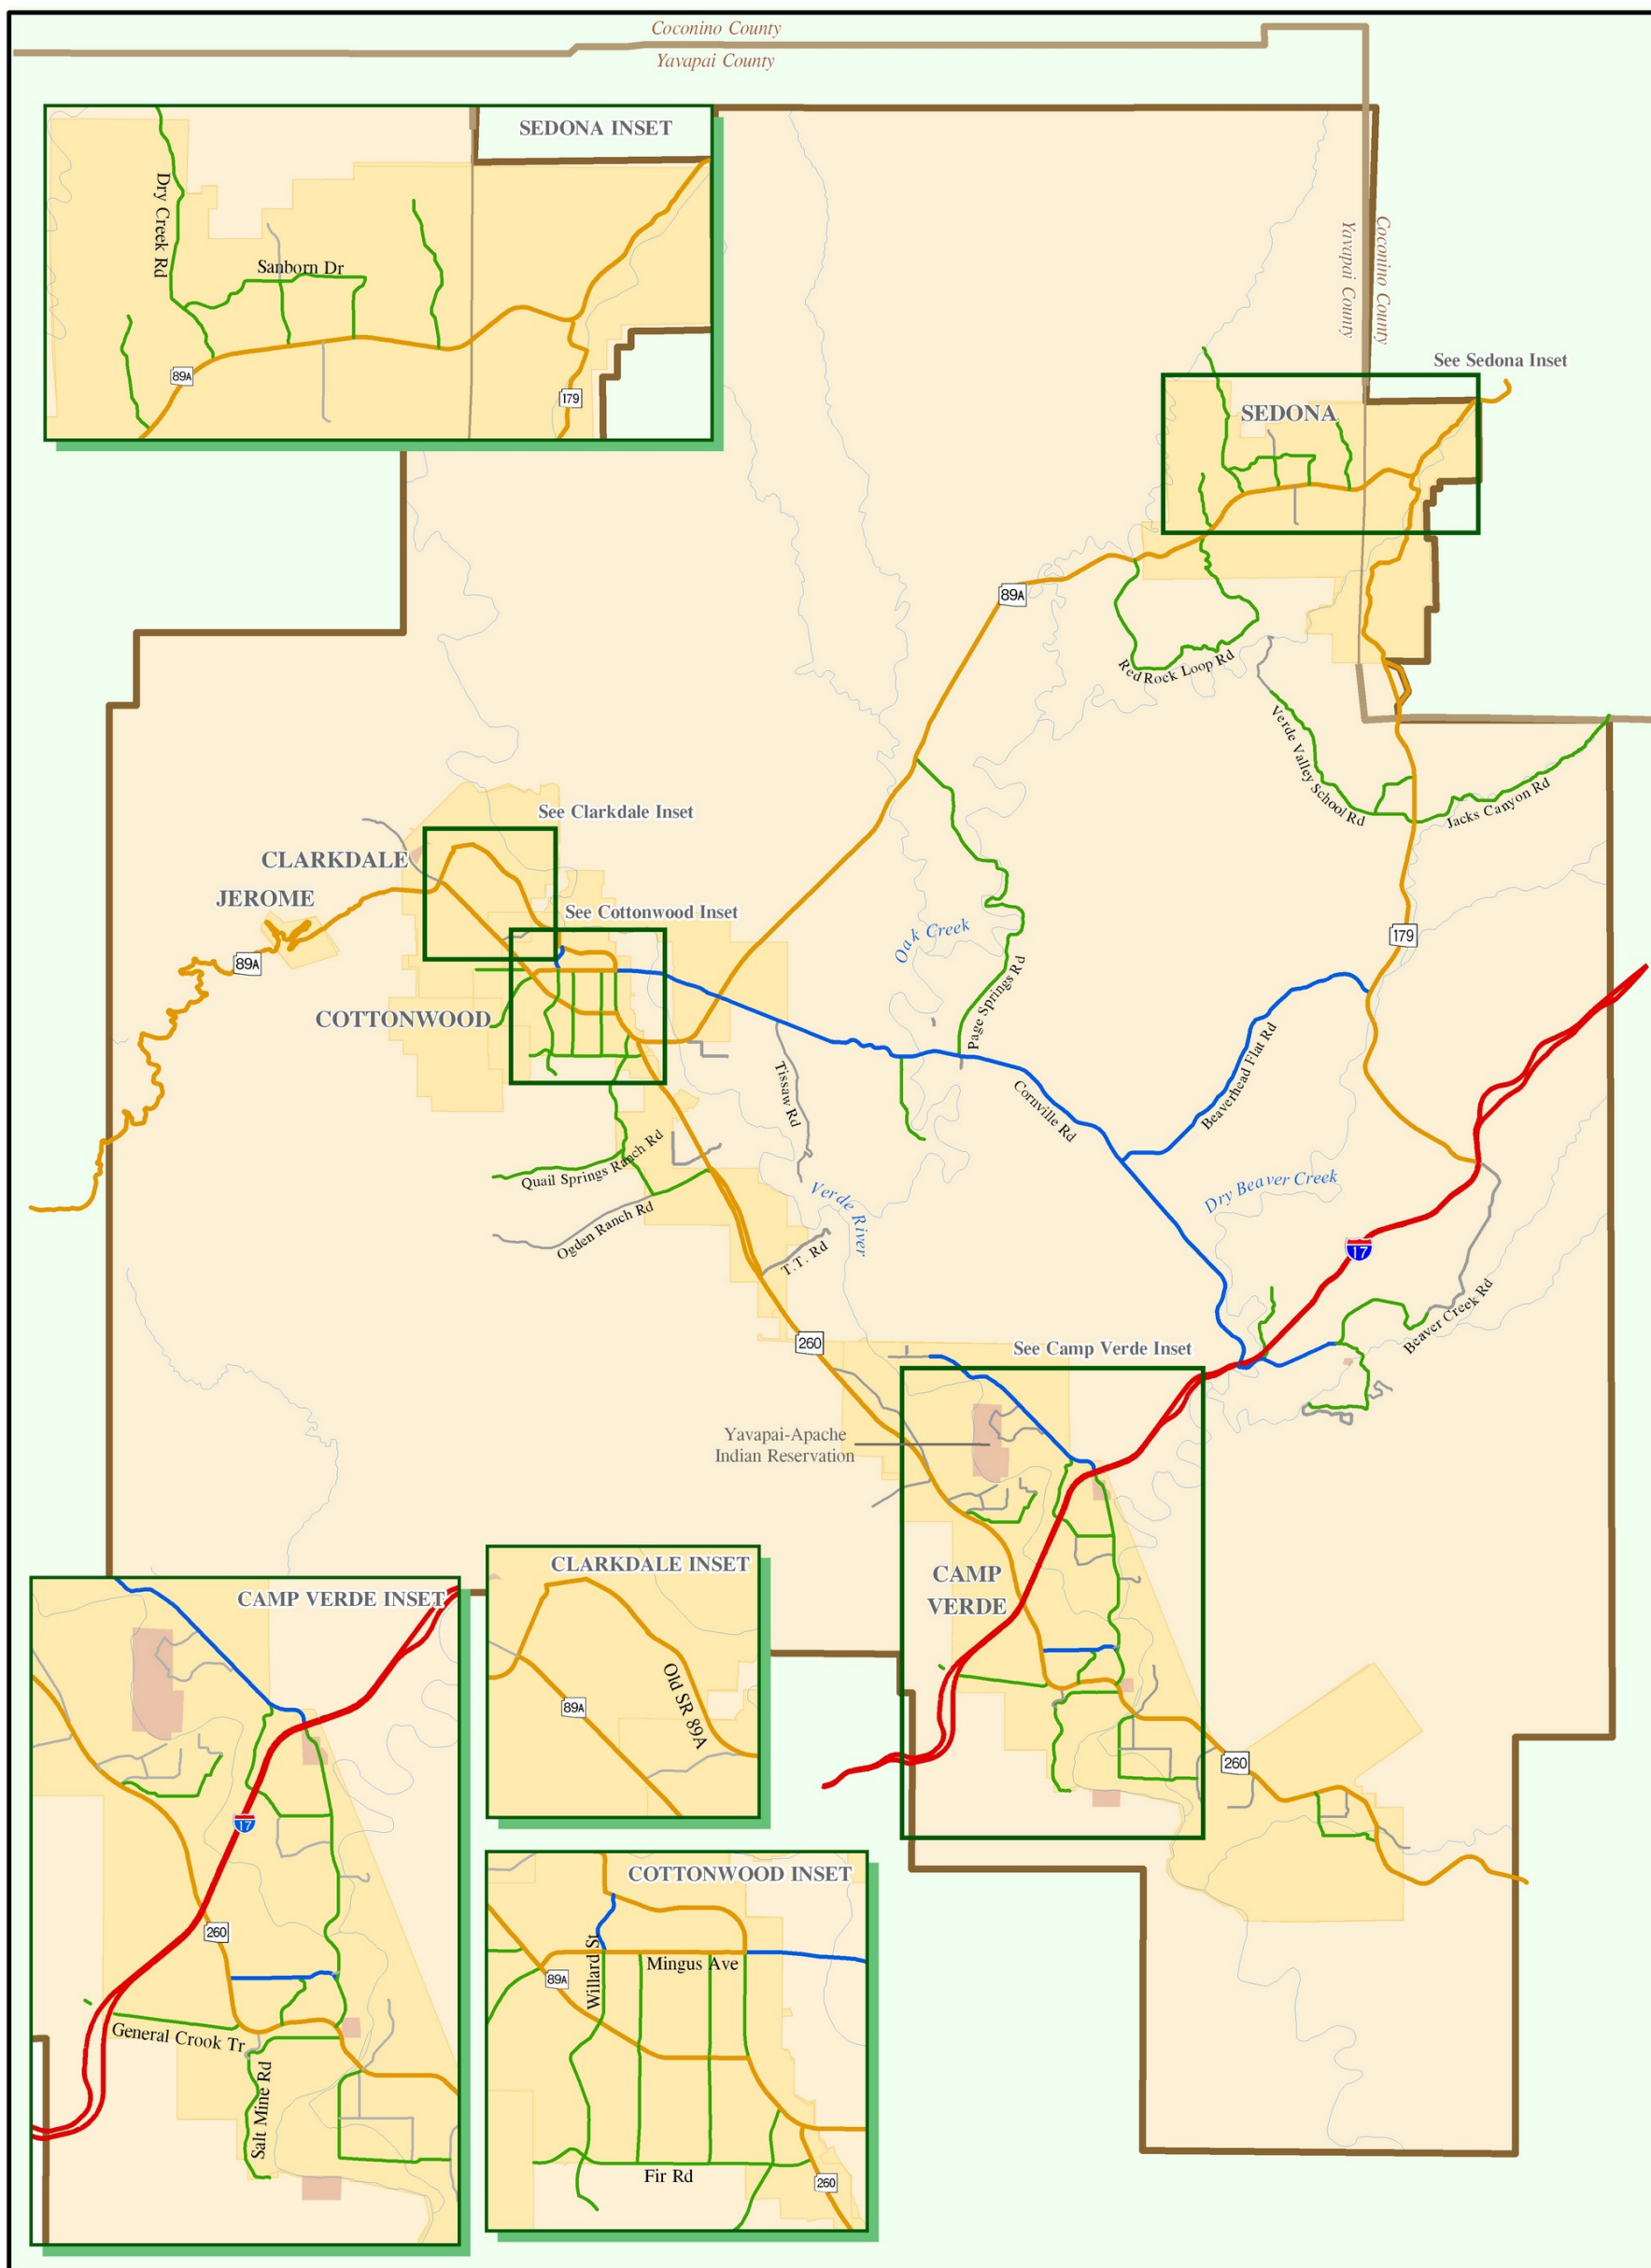 Coconino County
Yavapai County
SEDONA INSET
Dry Creek Rd
Sanborn Dr
89A
179
Coconino County
Yavapai County
See Sedona Inset
SEDONA
89A
Red Rock Loop Rd
Verde Valley School Rd
Jacks Canyon Rd
See Clarkdale Inset
CLARKDALE
JEROME
See Cottonwood Inset
89A
Oak Creek
179
COTTONWOOD
Page Springs Rd
Tissaw Rd
Cornville Rd
Beaverhead Flat Rd
Quail Springs Ranch Rd
Verde River
Dry Beaver Creek
Ogden Ranch Rd
T.T. Rd
17
260
See Camp Verde Inset
Beaver Creek Rd
Yavapai-Apache
Indian Reservation
CAMP
VERDE
260
CAMP VERDE INSET
17
260
General Crook Tr
Salt Mine Rd
CLARKDALE INSET
Old SR 89A
89A
COTTONWOOD INSET
Willard St
Mingus Ave
89A
Fir Rd
260